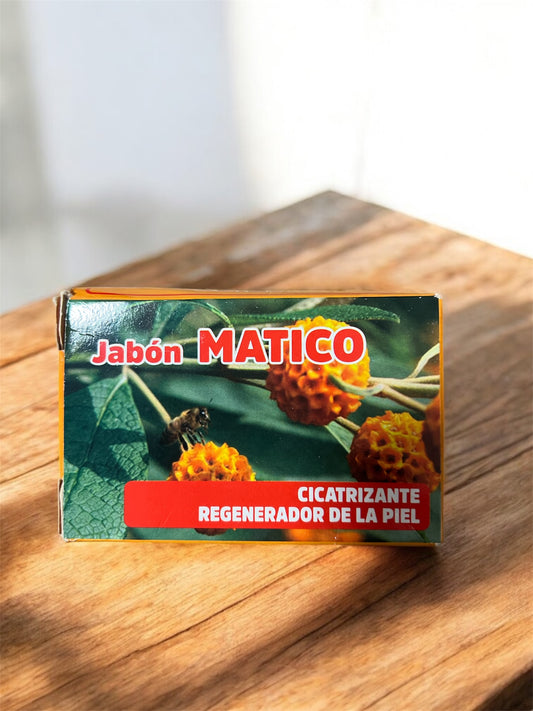 Jabón MATICO
CICATRIZANTE
REGENERADOR DE LA PIEL